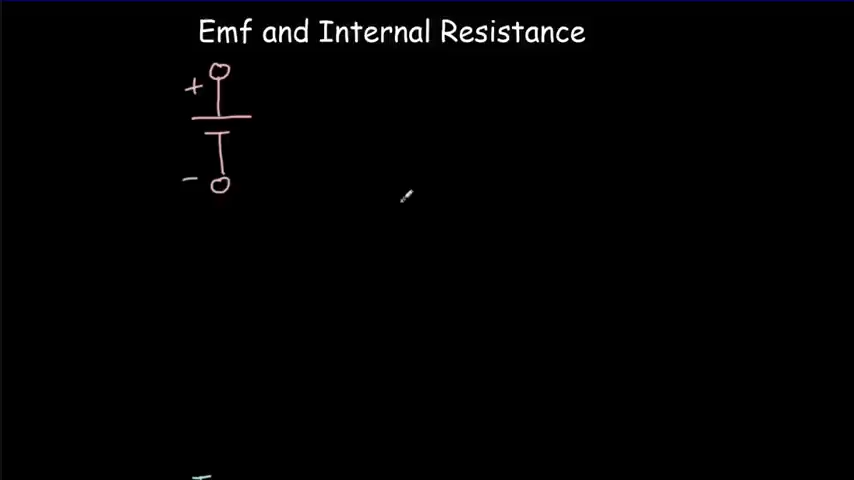 Emf and Internal Resistance
+
-